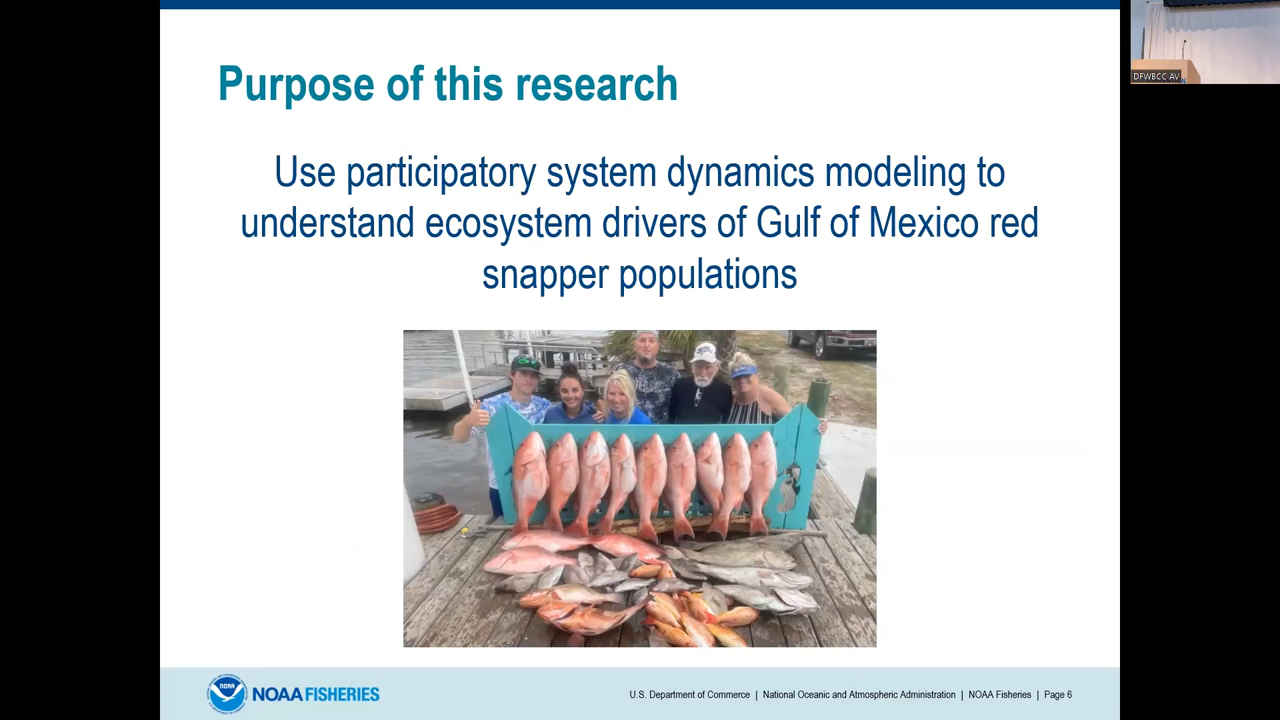 Purpose of this research
Use participatory system dynamics modeling to
understand ecosystem drivers of Gulf of Mexico red
snapper populations
DFWBCC AV
NOAA
NOAA FISHERIES
U.S. Department of Commerce | National Oceanic and Atmospheric Administration | NOAA Fisheries | Page 6